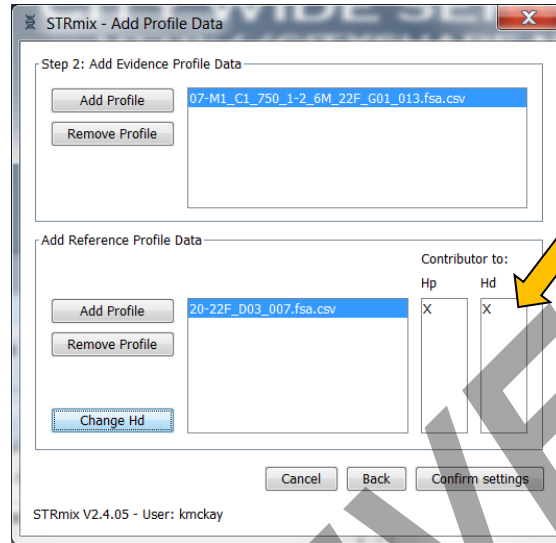 STRmix - Add Profile Data
Step 2: Add Evidence Profile Data
Add Profile
07-M1_C1_750_1-2_6M_22F_G01_013.fsa.csv
Remove Profile
Add Reference Profile Data
Contributor to:
Hp Hd
Add Profile
20-22F_D03_007.fsa.csv
X X
Remove Profile
Change Hd
Cancel Back Confirm settings
STRmix V2.4.05 - User: kmckay